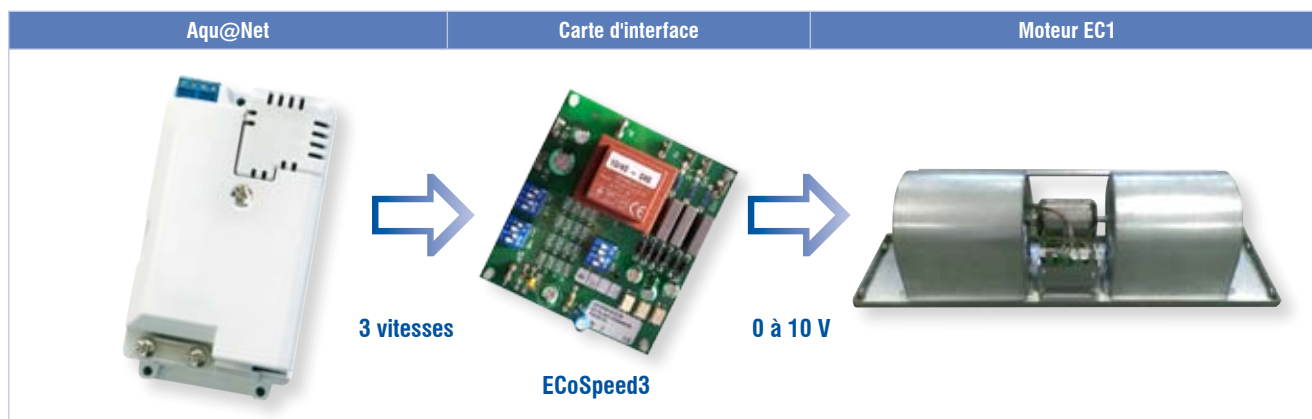 Aqu@Net
Carte d'interface
Moteur EC1
3 vitesses
0 à 10 V
ECoSpeed3